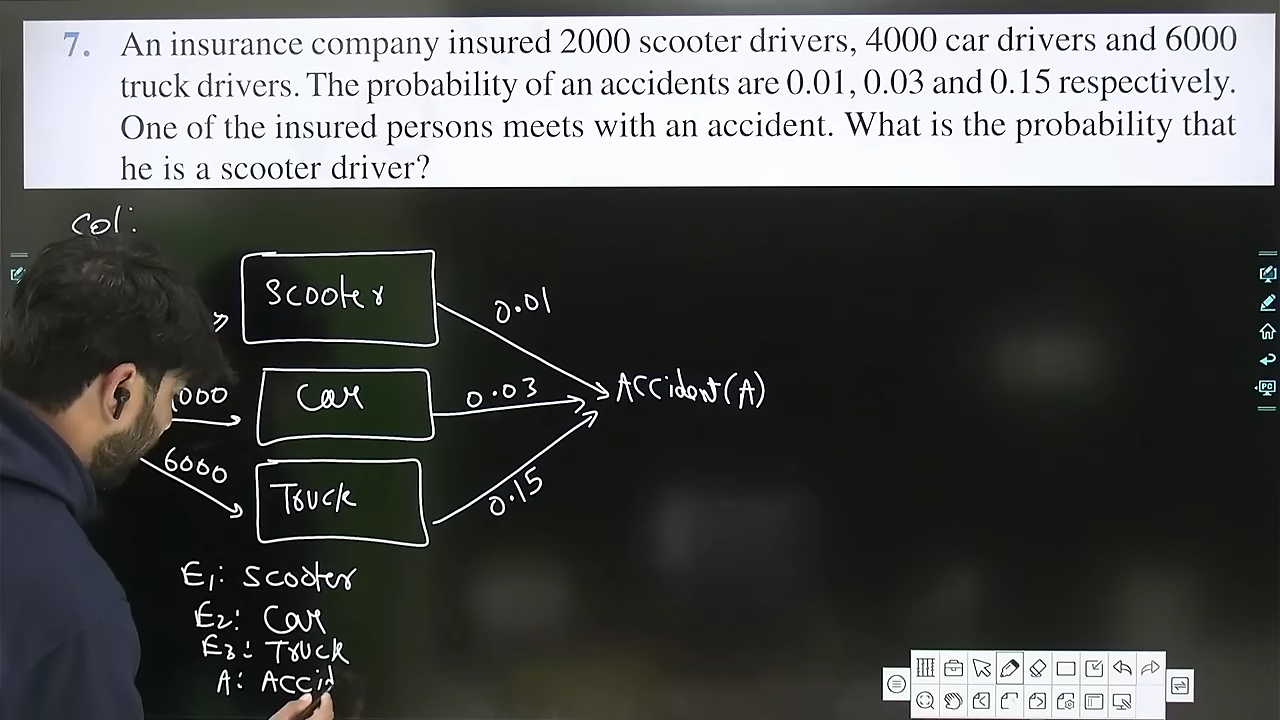 7. An insurance company insured 2000 scooter drivers, 4000 car drivers and 6000
truck drivers. The probability of an accidents are 0.01, 0.03 and 0.15 respectively.
One of the insured persons meets with an accident. What is the probability that
he is a scooter driver?
Col:
Scooter
0.01
000
Car
0.03
Accident(A)
6000
Truck
0.15
E1: Scooter
E2: Car
E3: Truck
A: Accid
PC